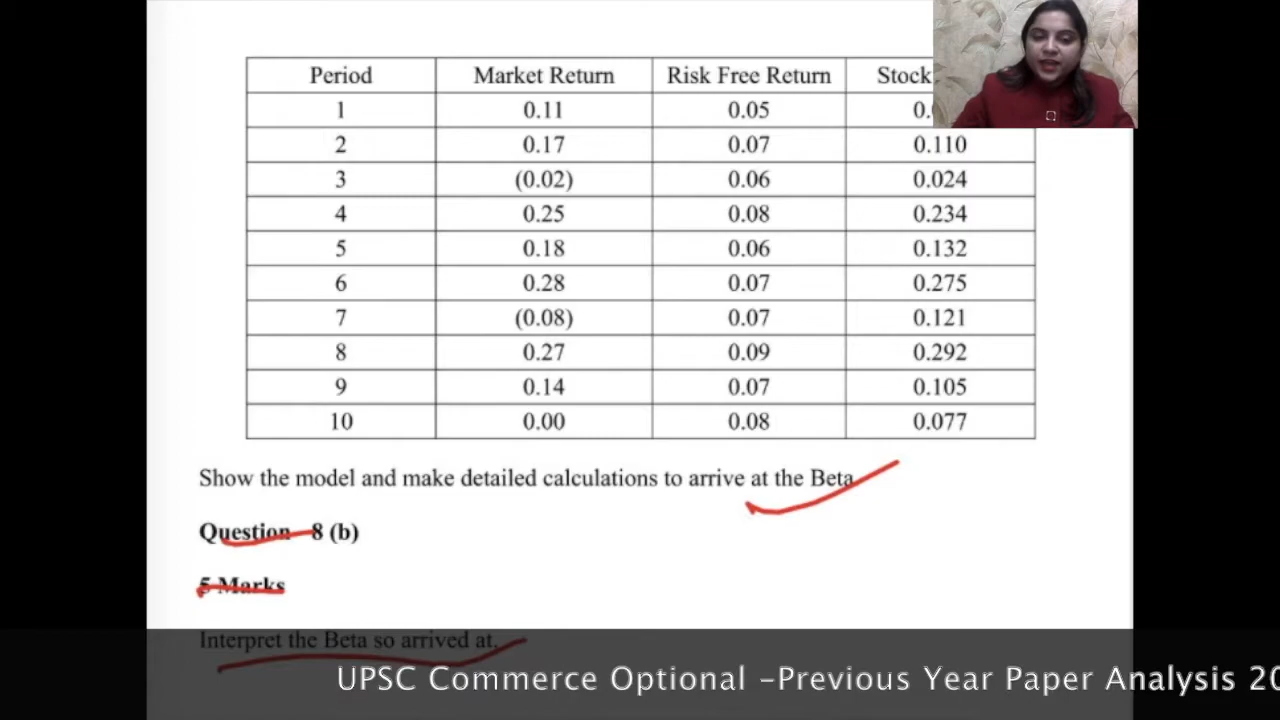 Period Market Return Risk Free Return Stock
1 0.11 0.05 0.
2 0.17 0.07 0.110
3 (0.02) 0.06 0.024
4 0.25 0.08 0.234
5 0.18 0.06 0.132
6 0.28 0.07 0.275
7 (0.08) 0.07 0.121
8 0.27 0.09 0.292
9 0.14 0.07 0.105
10 0.00 0.08 0.077
Show the model and make detailed calculations to arrive at the Beta
Question 8 (b)
5 Marks
Interpret the Beta so arrived at.
UPSC Commerce Optional –Previous Year Paper Analysis 20